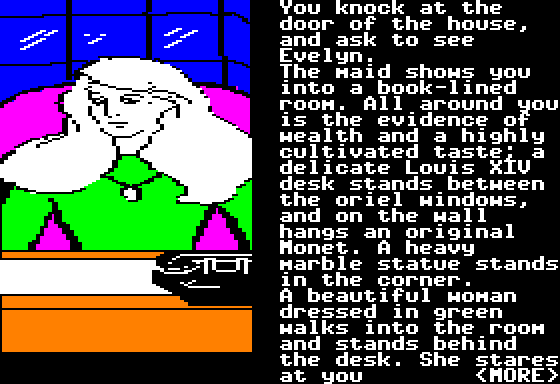 You knock at the
door of the house,
and ask to see
Evelyn.
The maid shows you
into a book-lined
room. All around you
is the evidence of
wealth and a highly
cultivated taste; a
delicate Louis XIV
desk stands between
the oriel windows,
and on the wall
hangs an original
Monet. A heavy
marble statue stands
in the corner.
A beautiful woman
dressed in green
walks into the room
and stands behind
the desk. She stares
at you <MORE>